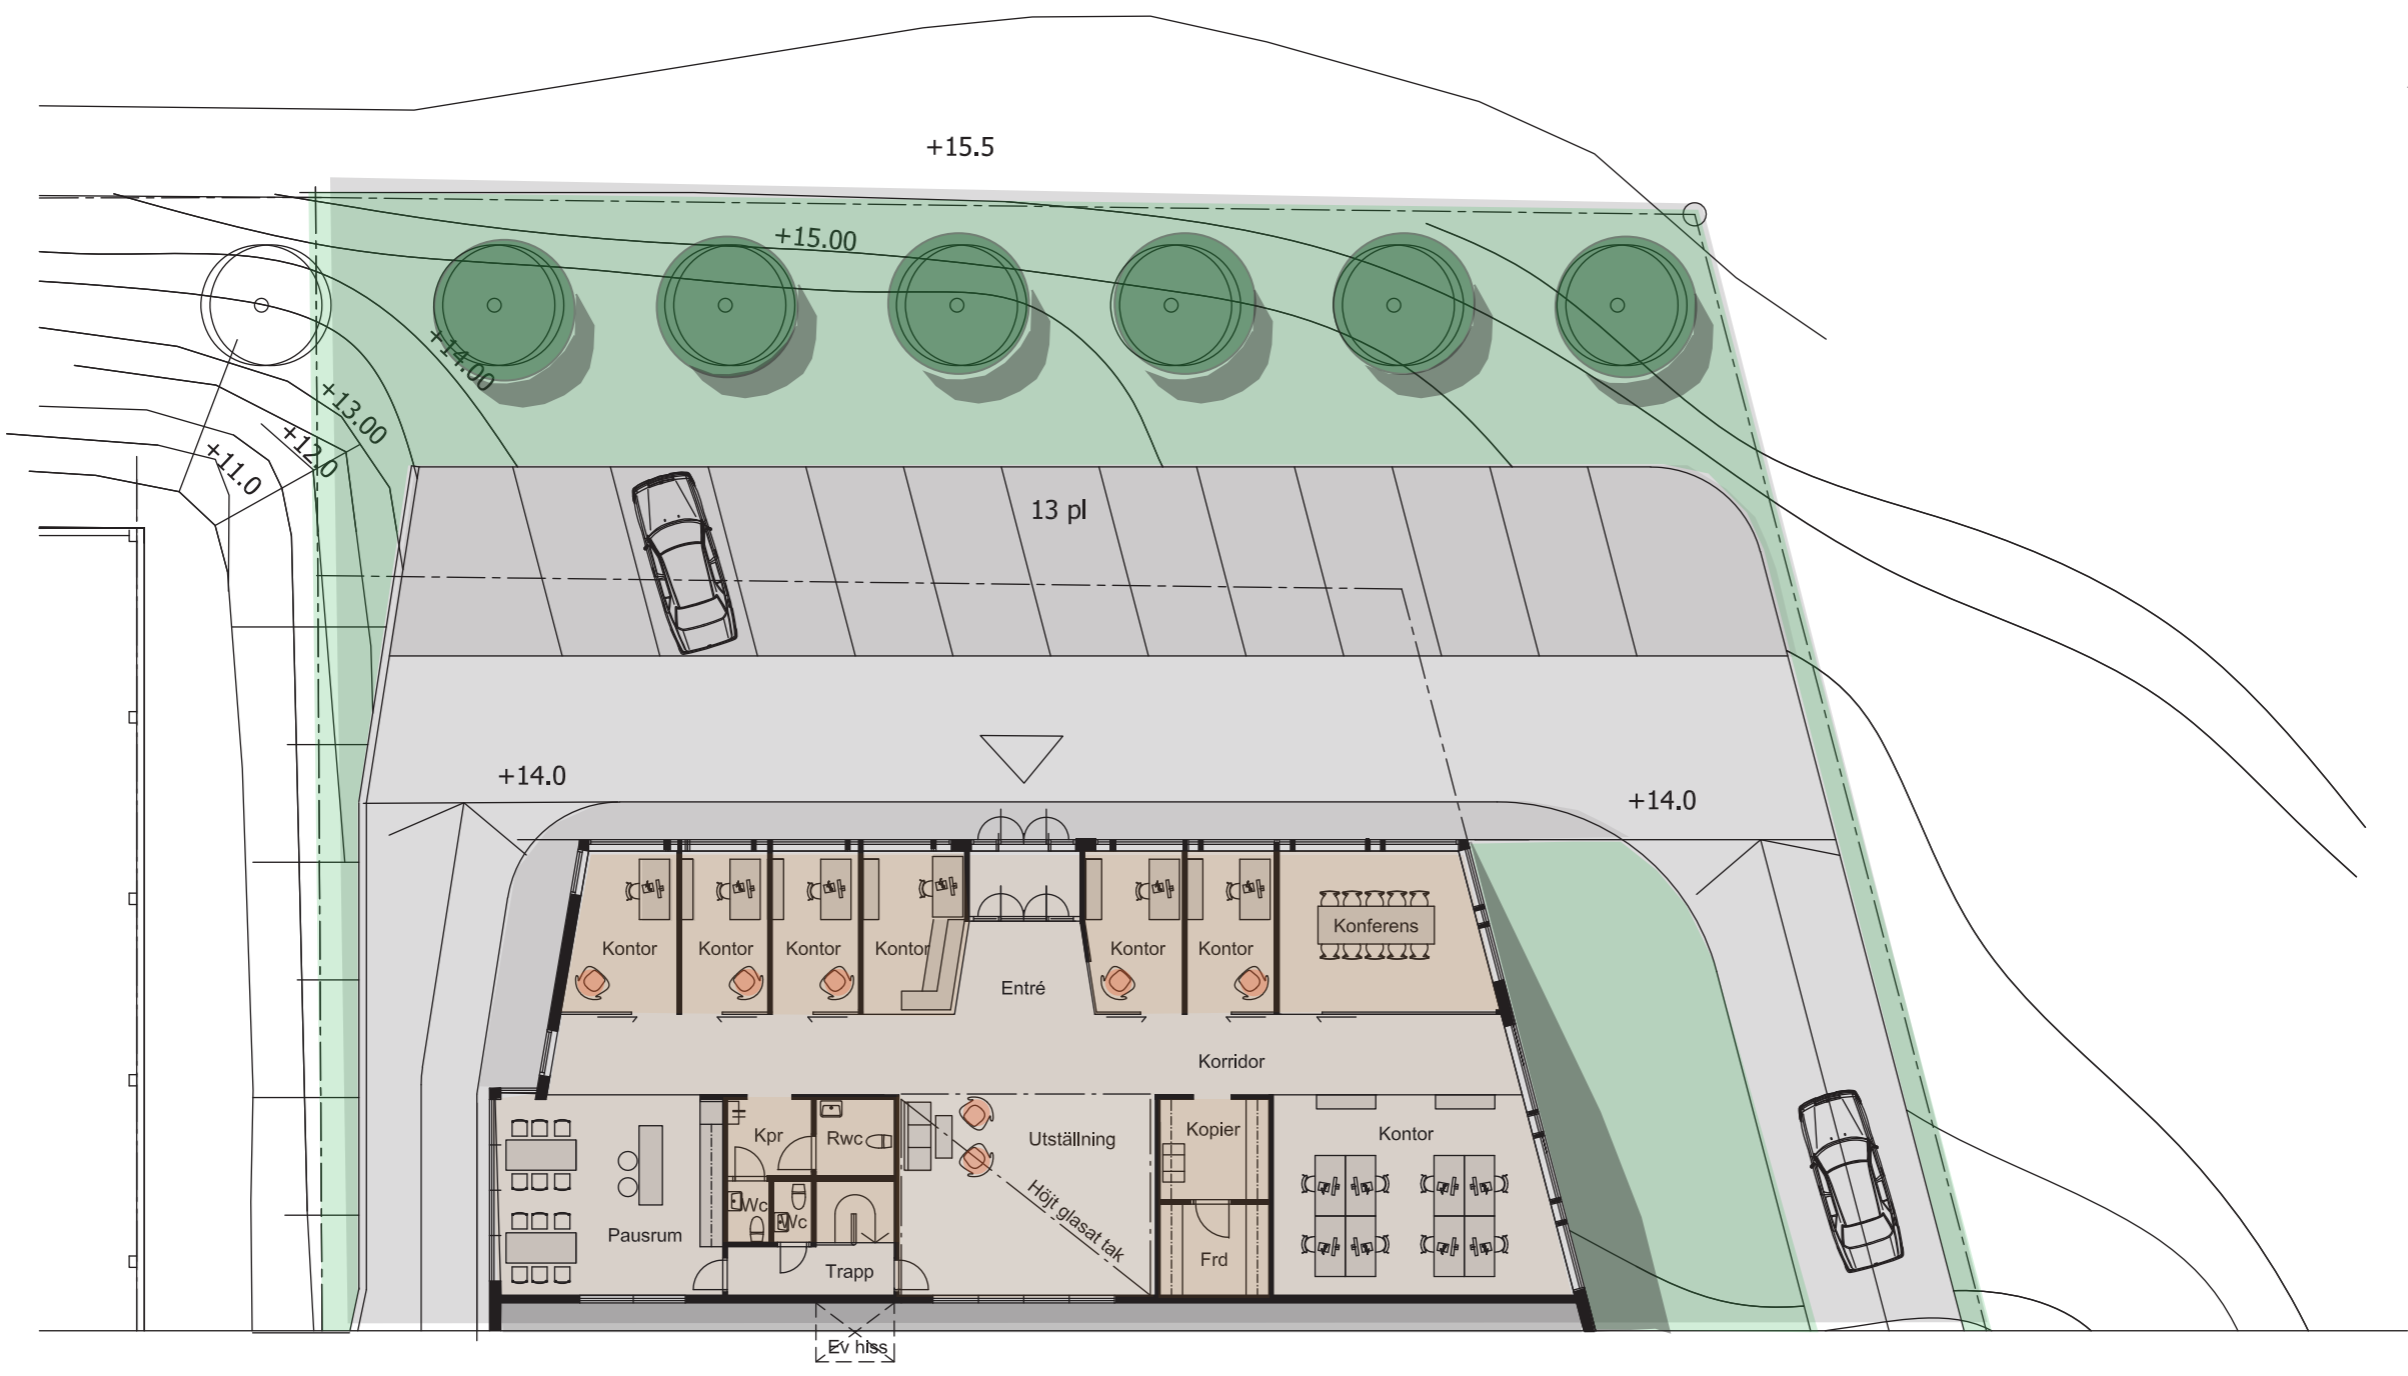 +15.5
+15.00
+14.00
+13.00
+12.0
+11.0
13 pl
+14.0
+14.0
Kontor
Kontor
Kontor
Kontor
Kontor
Kontor
Konferens
Entré
Korridor
Kpr
Rwc
Utställning
Kopier
Kontor
Wc
Wc
Pausrum
Höjt glasat tak
Frd
Trapp
Ev hiss